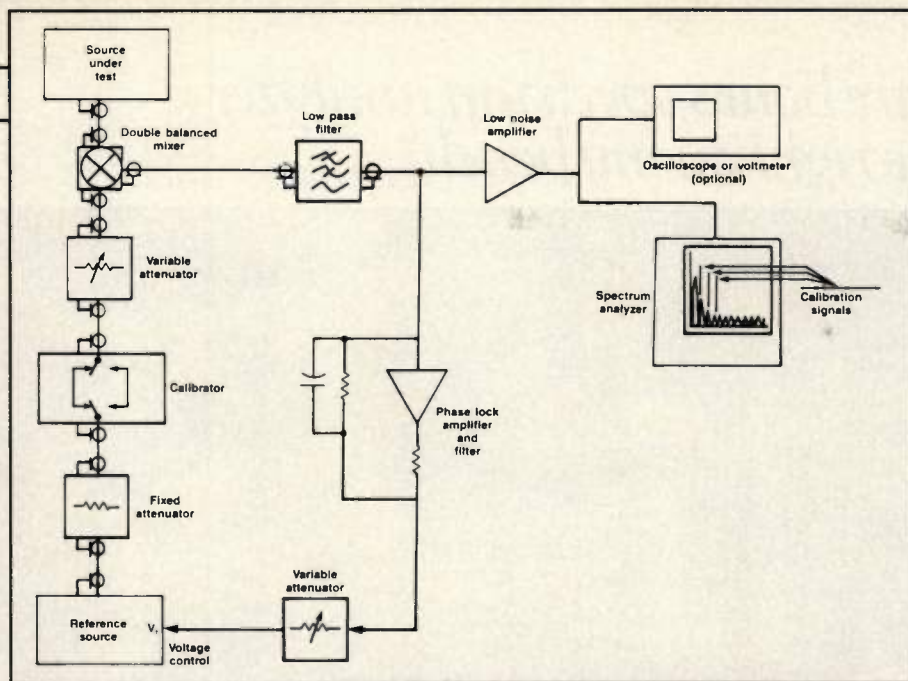 Source
under
test
Double balanced
mixer
Low pass
filter
Low noise
amplifier
Oscilloscope or voltmeter
(optional)
Variable
attenuator
Spectrum
analyzer
Calibration
signals
Calibrator
Phase lock
amplifier
and
filter
Fixed
attenuator
Variable
attenuator
Reference
source
Voltage
control